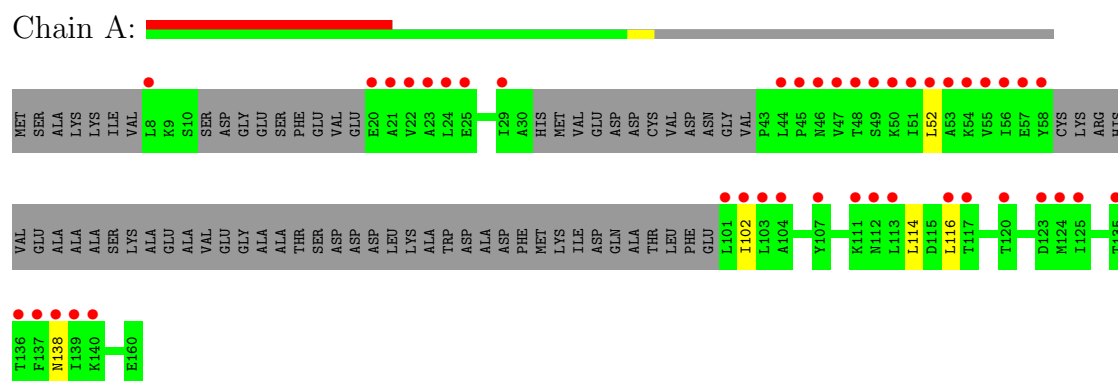 Chain A:
MET SER ALA LYS LYS ILE VAL L8 K9 S10 SER ASP GLY GLU SER PHE GLU VAL GLU E20 A21 V22 A23 L24 E25 I29 A30 HIS MET VAL GLU ASP ASP CYS VAL ASP ASN GLY VAL P43 L44 P45 N46 V47 T48 S49 K50 I51 L52 A53 K54 V55 I56 E57 Y58 CYS LYS ARG HIS
VAL GLU ALA ALA ALA SER LYS ALA GLU ALA VAL GLU GLY ALA ALA THR SER ASP ASP ASP LEU LYS ALA TRP ASP ALA ASP PHE MET LYS ILE ASP GLN ALA THR LEU PHE GLU L101 I102 L103 A104 Y107 K111 N112 L113 L114 D115 L116 T117 T120 D123 M124 I125 T135
T136 F137 N138 I139 K140 E160